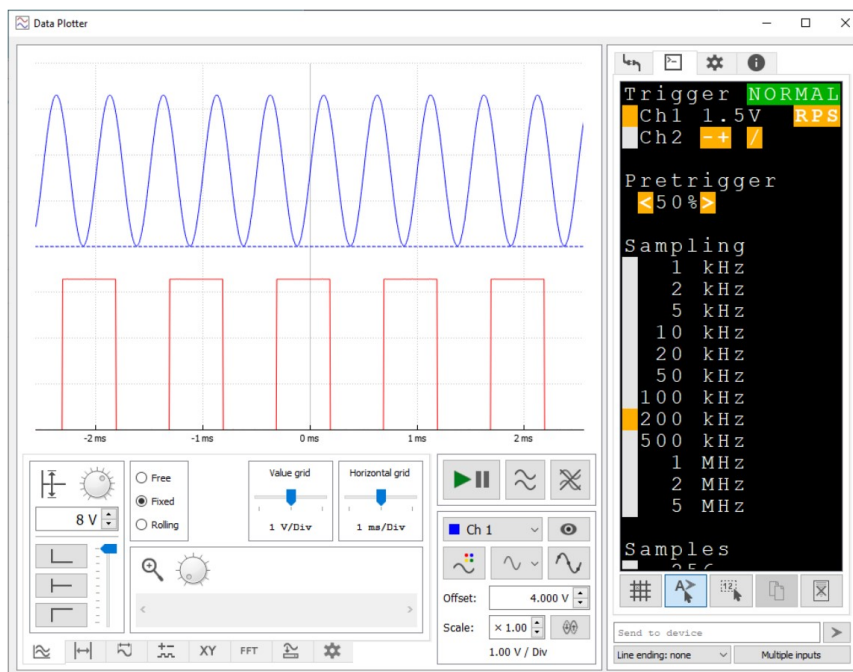 Data Plotter
-2 ms
-1 ms
0 ms
1 ms
2 ms
8 V
Free
Fixed
Rolling
Value grid
1 V/Div
Horizontal grid
1 ms/Div
XY
FFT
Ch 1
Offset:
4.000 V
Scale:
× 1.00
1.00 V / Div
Trigger NORMAL
Ch1 1.5V RPS
Ch2 -+ /
Pretrigger
<50%>
Sampling
1 kHz
2 kHz
5 kHz
10 kHz
20 kHz
50 kHz
100 kHz
200 kHz
500 kHz
1 MHz
2 MHz
5 MHz
Samples
256
A>
12
Send to device
Line ending: none
Multiple inputs